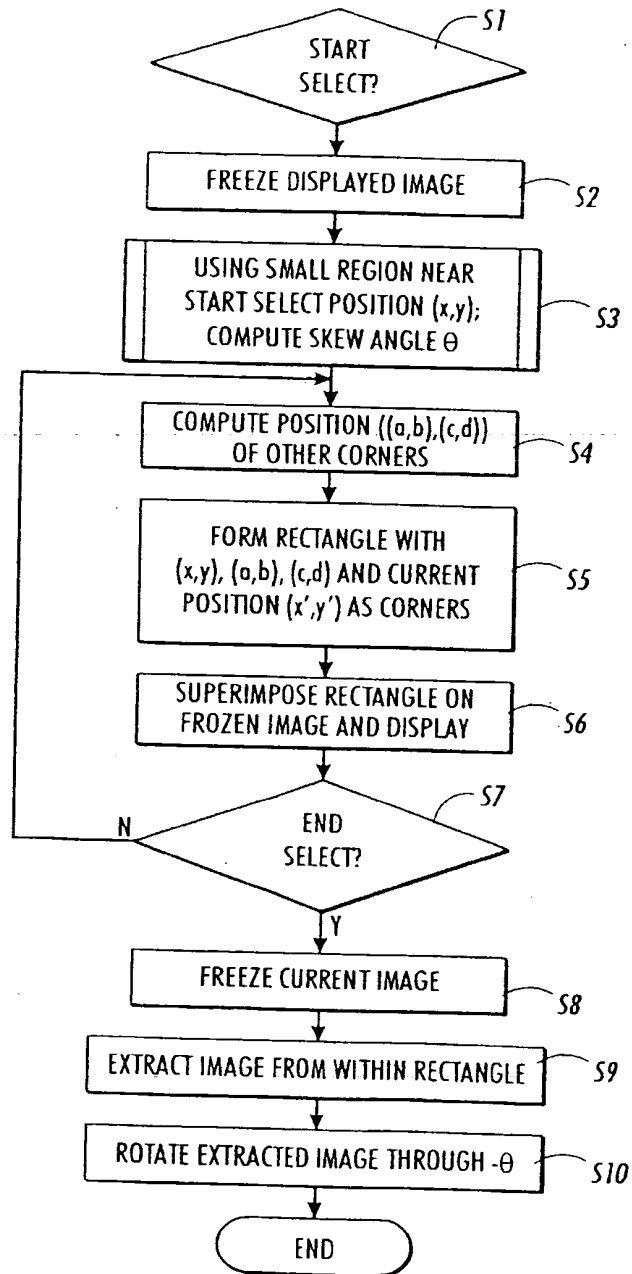 S1
START
SELECT?
FREEZE DISPLAYED IMAGE
S2
USING SMALL REGION NEAR
START SELECT POSITION (x,y);
COMPUTE SKEW ANGLE θ
S3
COMPUTE POSITION ((a,b),(c,d))
OF OTHER CORNERS
S4
FORM RECTANGLE WITH
(x,y), (a,b), (c,d) AND CURRENT
POSITION (x',y') AS CORNERS
S5
SUPERIMPOSE RECTANGLE ON
FROZEN IMAGE AND DISPLAY
S6
S7
N
END
SELECT?
Y
FREEZE CURRENT IMAGE
S8
EXTRACT IMAGE FROM WITHIN RECTANGLE
S9
ROTATE EXTRACTED IMAGE THROUGH -θ
S10
END